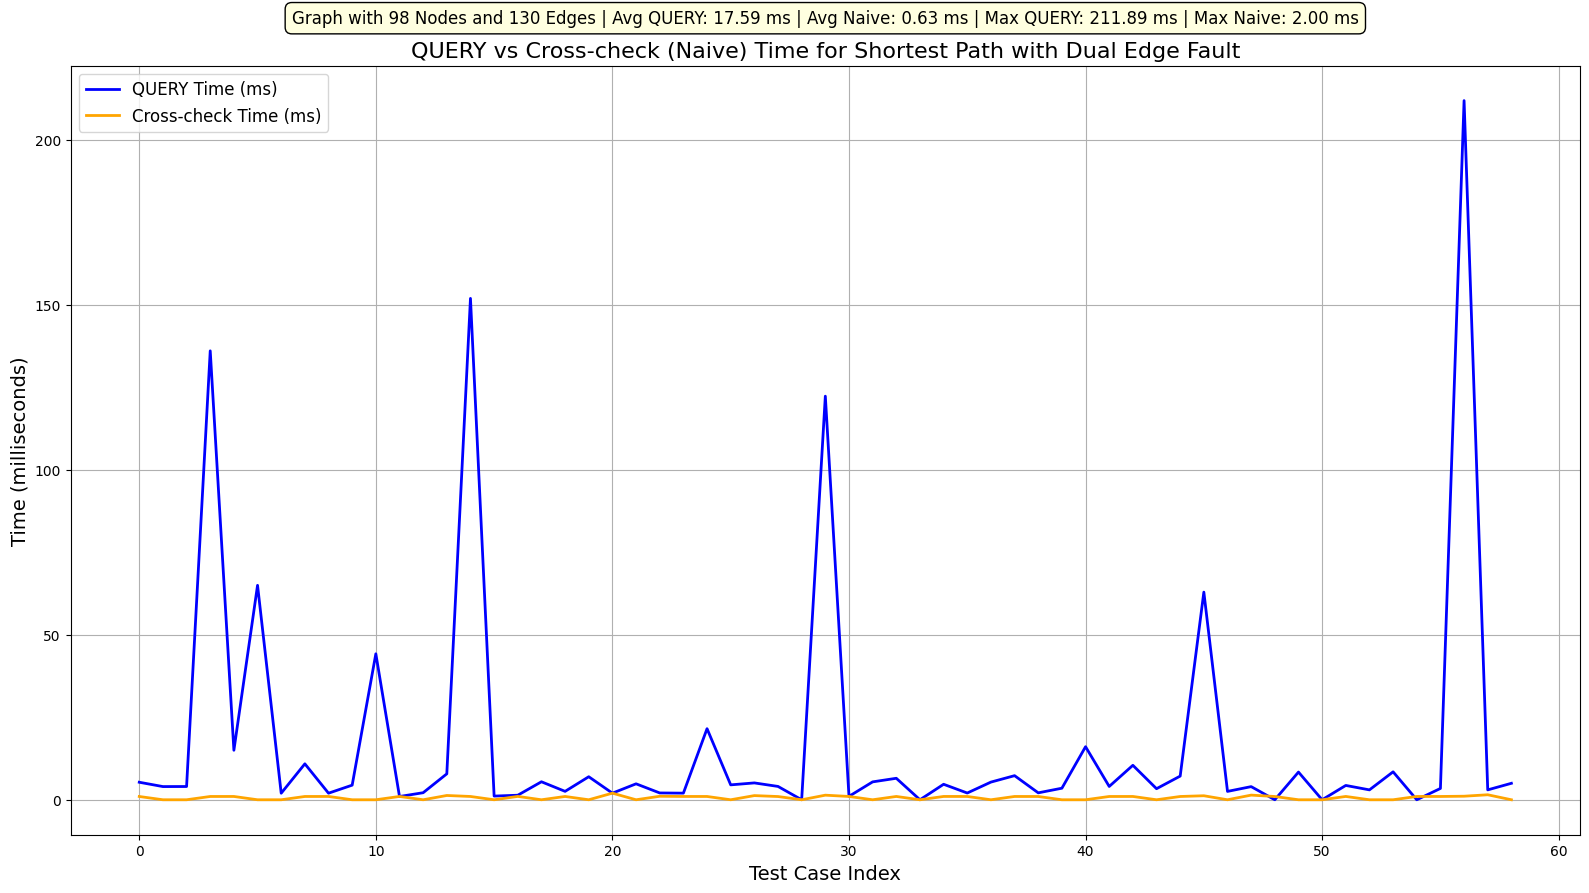 Graph with 98 Nodes and 130 Edges | Avg QUERY: 17.59 ms | Avg Naive: 0.63 ms | Max QUERY: 211.89 ms | Max Naive: 2.00 ms
QUERY vs Cross-check (Naive) Time for Shortest Path with Dual Edge Fault
QUERY Time (ms)
Cross-check Time (ms)
Time (milliseconds)
200
150
100
50
0
0 10 20 30 40 50 60
Test Case Index